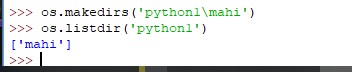 >>> os.makedirs('python1\mahi')
>>> os.listdir('python1')
['mahi']
>>>